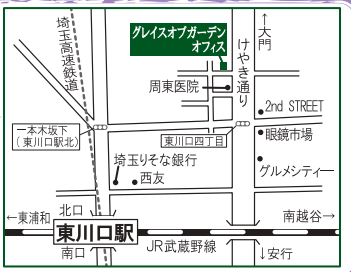 埼玉高速鉄道
グレイスオブガーデン
オフィス
けやき通り
↑大門
周東医院
2nd STREET
一本木坂下
（東川口駅北）
東川口四丁目
眼鏡市場
埼玉りそな銀行
グルメシティー
西友
←東浦和
北口
南越谷→
東川口駅
南口
JR武蔵野線
↓安行